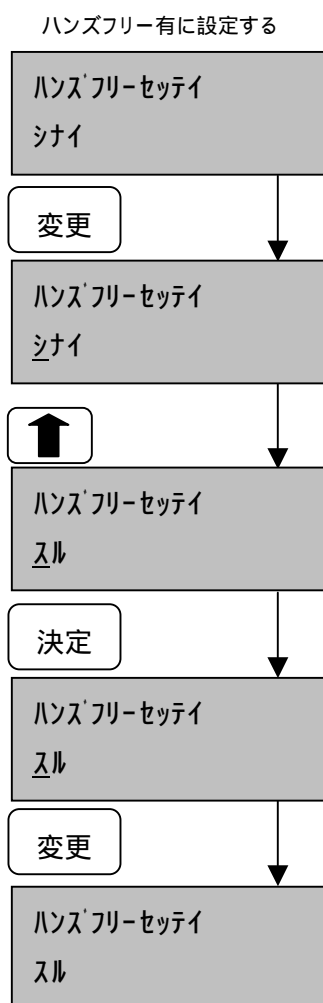 ハンズフリー有に設定する
ﾊﾝｽﾞﾌﾘｰｾｯﾃｲ
ｼﾅｲ
変更
ﾊﾝｽﾞﾌﾘｰｾｯﾃｲ
ｼﾅｲ
ﾊﾝｽﾞﾌﾘｰｾｯﾃｲ
ｽﾙ
決定
ﾊﾝｽﾞﾌﾘｰｾｯﾃｲ
ｽﾙ
変更
ﾊﾝｽﾞﾌﾘｰｾｯﾃｲ
ｽﾙ